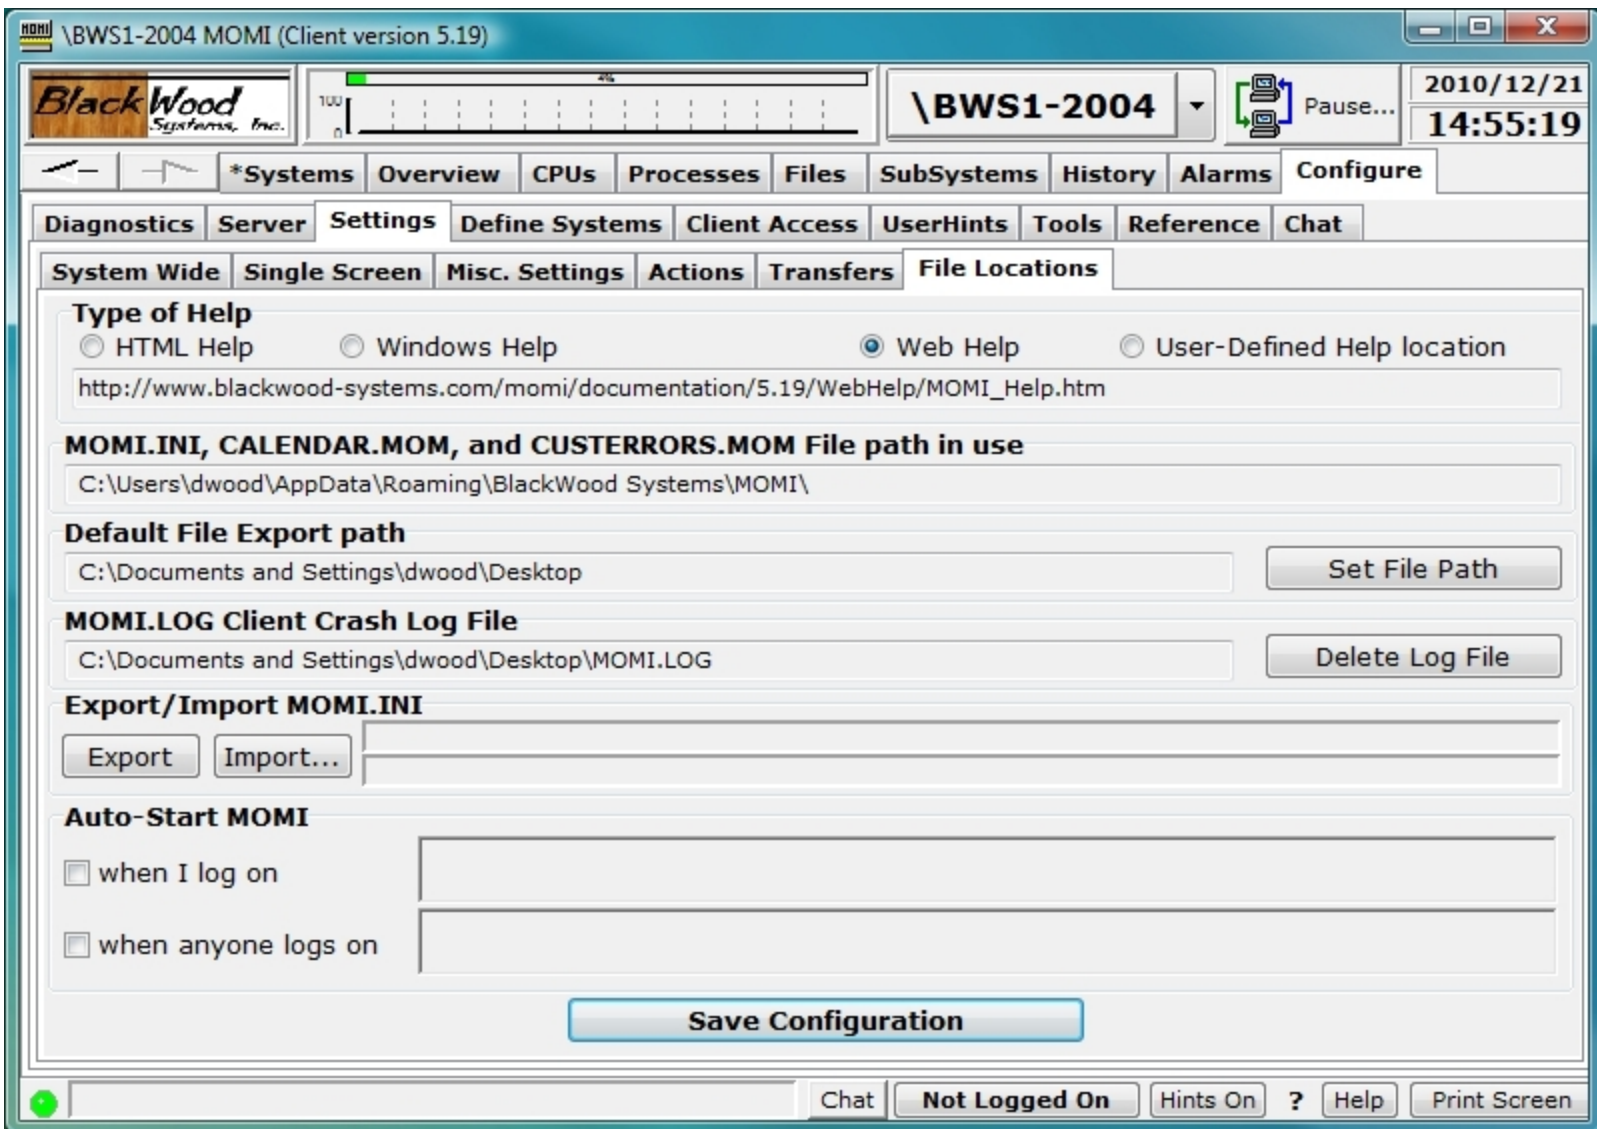 MOMI \BWS1-2004 MOMI (Client version 5.19)
BlackWood Systems, Inc.
4%
100
0
\BWS1-2004
Pause...
2010/12/21
14:55:19
*Systems Overview CPUs Processes Files SubSystems History Alarms Configure
Diagnostics Server Settings Define Systems Client Access UserHints Tools Reference Chat
System Wide Single Screen Misc. Settings Actions Transfers File Locations
Type of Help
HTML Help Windows Help Web Help User-Defined Help location
http://www.blackwood-systems.com/momi/documentation/5.19/WebHelp/MOMI_Help.htm
MOMI.INI, CALENDAR.MOM, and CUSTERRORS.MOM File path in use
C:\Users\dwood\AppData\Roaming\BlackWood Systems\MOMI\
Default File Export path
C:\Documents and Settings\dwood\Desktop Set File Path
MOMI.LOG Client Crash Log File
C:\Documents and Settings\dwood\Desktop\MOMI.LOG Delete Log File
Export/Import MOMI.INI
Export Import...
Auto-Start MOMI
when I log on
when anyone logs on
Save Configuration
Chat Not Logged On Hints On ? Help Print Screen